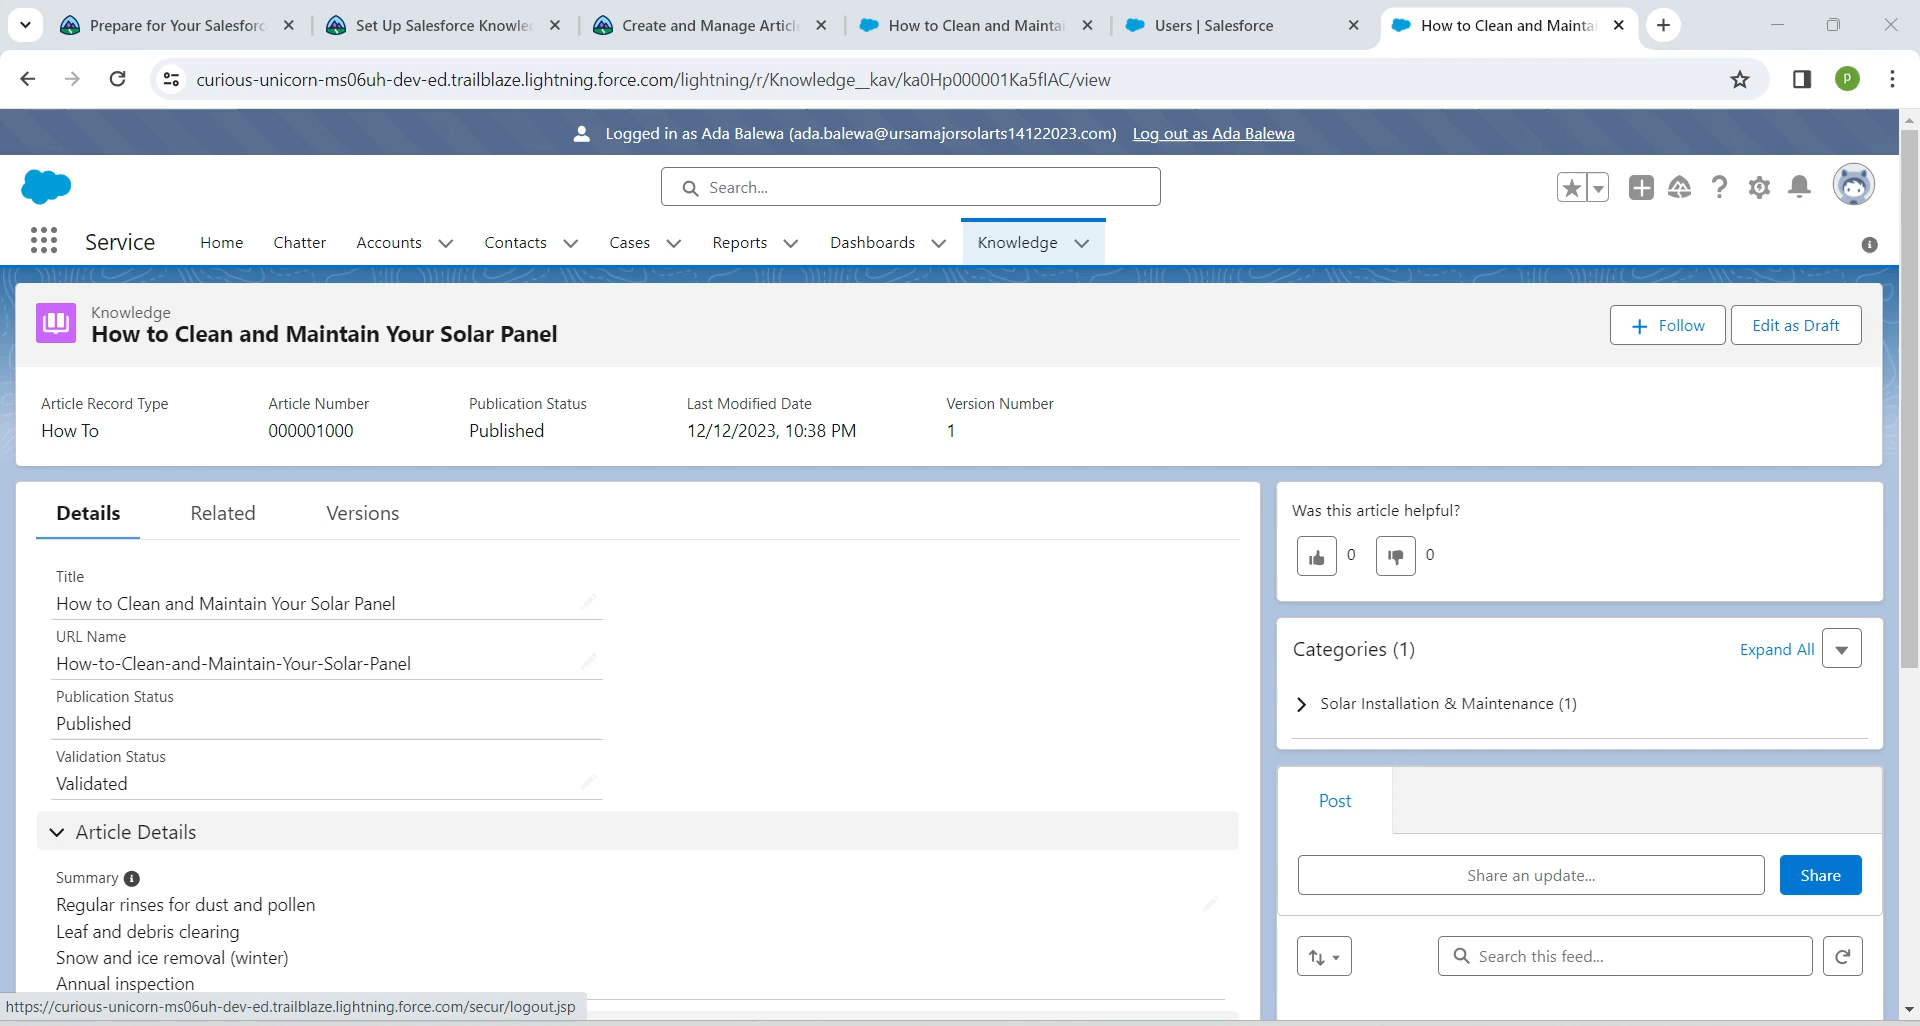 Prepare for Your Salesforc
Set Up Salesforce Knowle
Create and Manage Articl
How to Clean and Maintai
Users | Salesforce
How to Clean and Maintai
curious-unicorn-ms06uh-dev-ed.trailblaze.lightning.force.com/lightning/r/Knowledge__kav/ka0Hp000001Ka5fIAC/view
P
Logged in as Ada Balewa (ada.balewa@ursamajorsolarts14122023.com) Log out as Ada Balewa
Search...
Service Home Chatter Accounts Contacts Cases Reports Dashboards Knowledge
Knowledge
How to Clean and Maintain Your Solar Panel
Follow
Edit as Draft
Article Record Type
How To
Article Number
000001000
Publication Status
Published
Last Modified Date
12/12/2023, 10:38 PM
Version Number
1
Details Related Versions
Title
How to Clean and Maintain Your Solar Panel
URL Name
How-to-Clean-and-Maintain-Your-Solar-Panel
Publication Status
Published
Validation Status
Validated
Article Details
Summary
Regular rinses for dust and pollen
Leaf and debris clearing
Snow and ice removal (winter)
Annual inspection
https://curious-unicorn-ms06uh-dev-ed.trailblaze.lightning.force.com/secur/logout.jsp
Was this article helpful?
0 0
Categories (1)
Expand All
Solar Installation & Maintenance (1)
Post
Share an update...
Share
Search this feed...